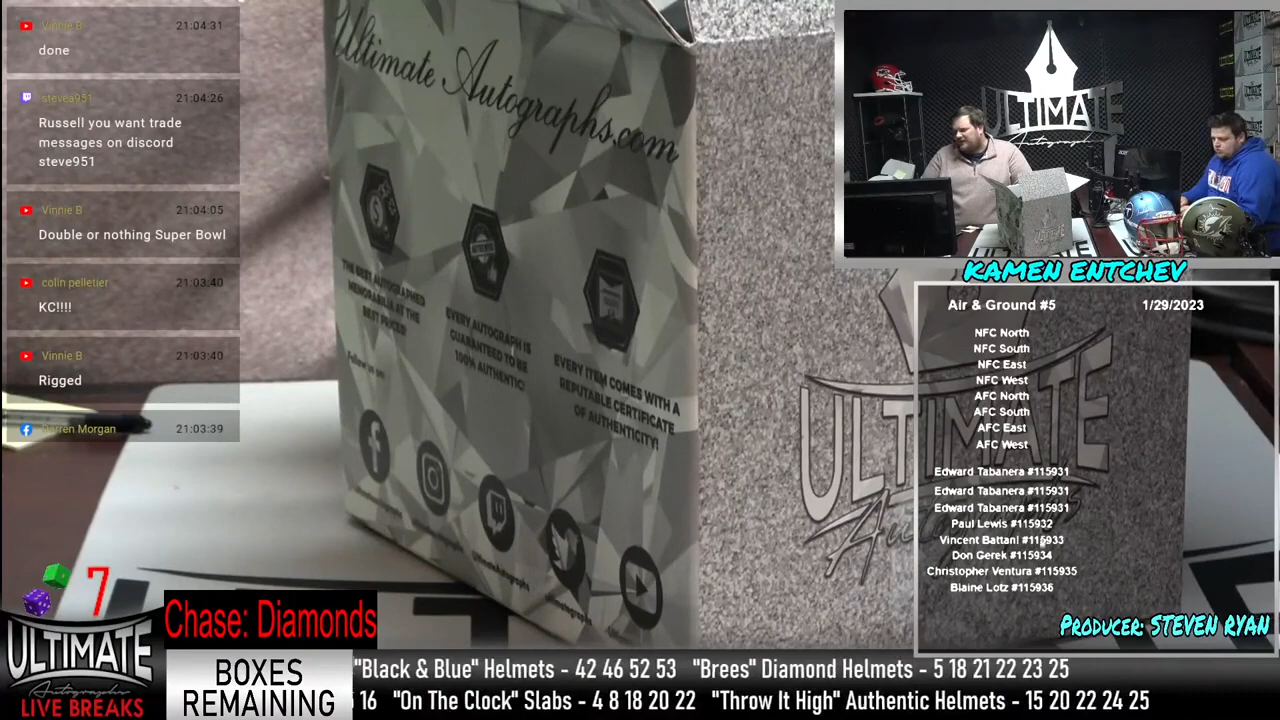 Vinnie B 21:04:31
done
stevea951 21:04:26
Russell you want trade
messages on discord
steve951
Vinnie B 21:04:05
Double or nothing Super Bowl
colin pelletier 21:03:40
KC!!!!
Vinnie B 21:03:40
Rigged
Darren Morgan 21:03:39
Ultimate Autographs.com
THE BEST AUTOGRAPHED
MEMORABILIA AT THE
BEST PRICES!
EVERY AUTOGRAPH IS
GUARANTEED TO BE
100% AUTHENTIC!
EVERY ITEM COMES WITH A
REPUTABLE CERTIFICATE
OF AUTHENTICITY!
Follow us on:
ULTIMATE
Autographs
ULTIMATE
KAMEN ENTCHEV
Air & Ground #5 1/29/2023
NFC North
NFC South
NFC East
NFC West
AFC North
AFC South
AFC East
AFC West
Edward Tabanera #115931
Edward Tabanera #115931
Edward Tabanera #115931
Paul Lewis #115932
Vincent Battani #115933
Don Gerek #115934
Christopher Ventura #115935
Blaine Lotz #115936
Producer: STEVEN RYAN
7
ULTIMATE
Autographs
LIVE BREAKS
Chase: Diamonds
BOXES
REMAINING
"Black & Blue" Helmets - 42 46 52 53 "Brees" Diamond Helmets - 5 18 21 22 23 25
16 "On The Clock" Slabs - 4 8 18 20 22 "Throw It High" Authentic Helmets - 15 20 22 24 25